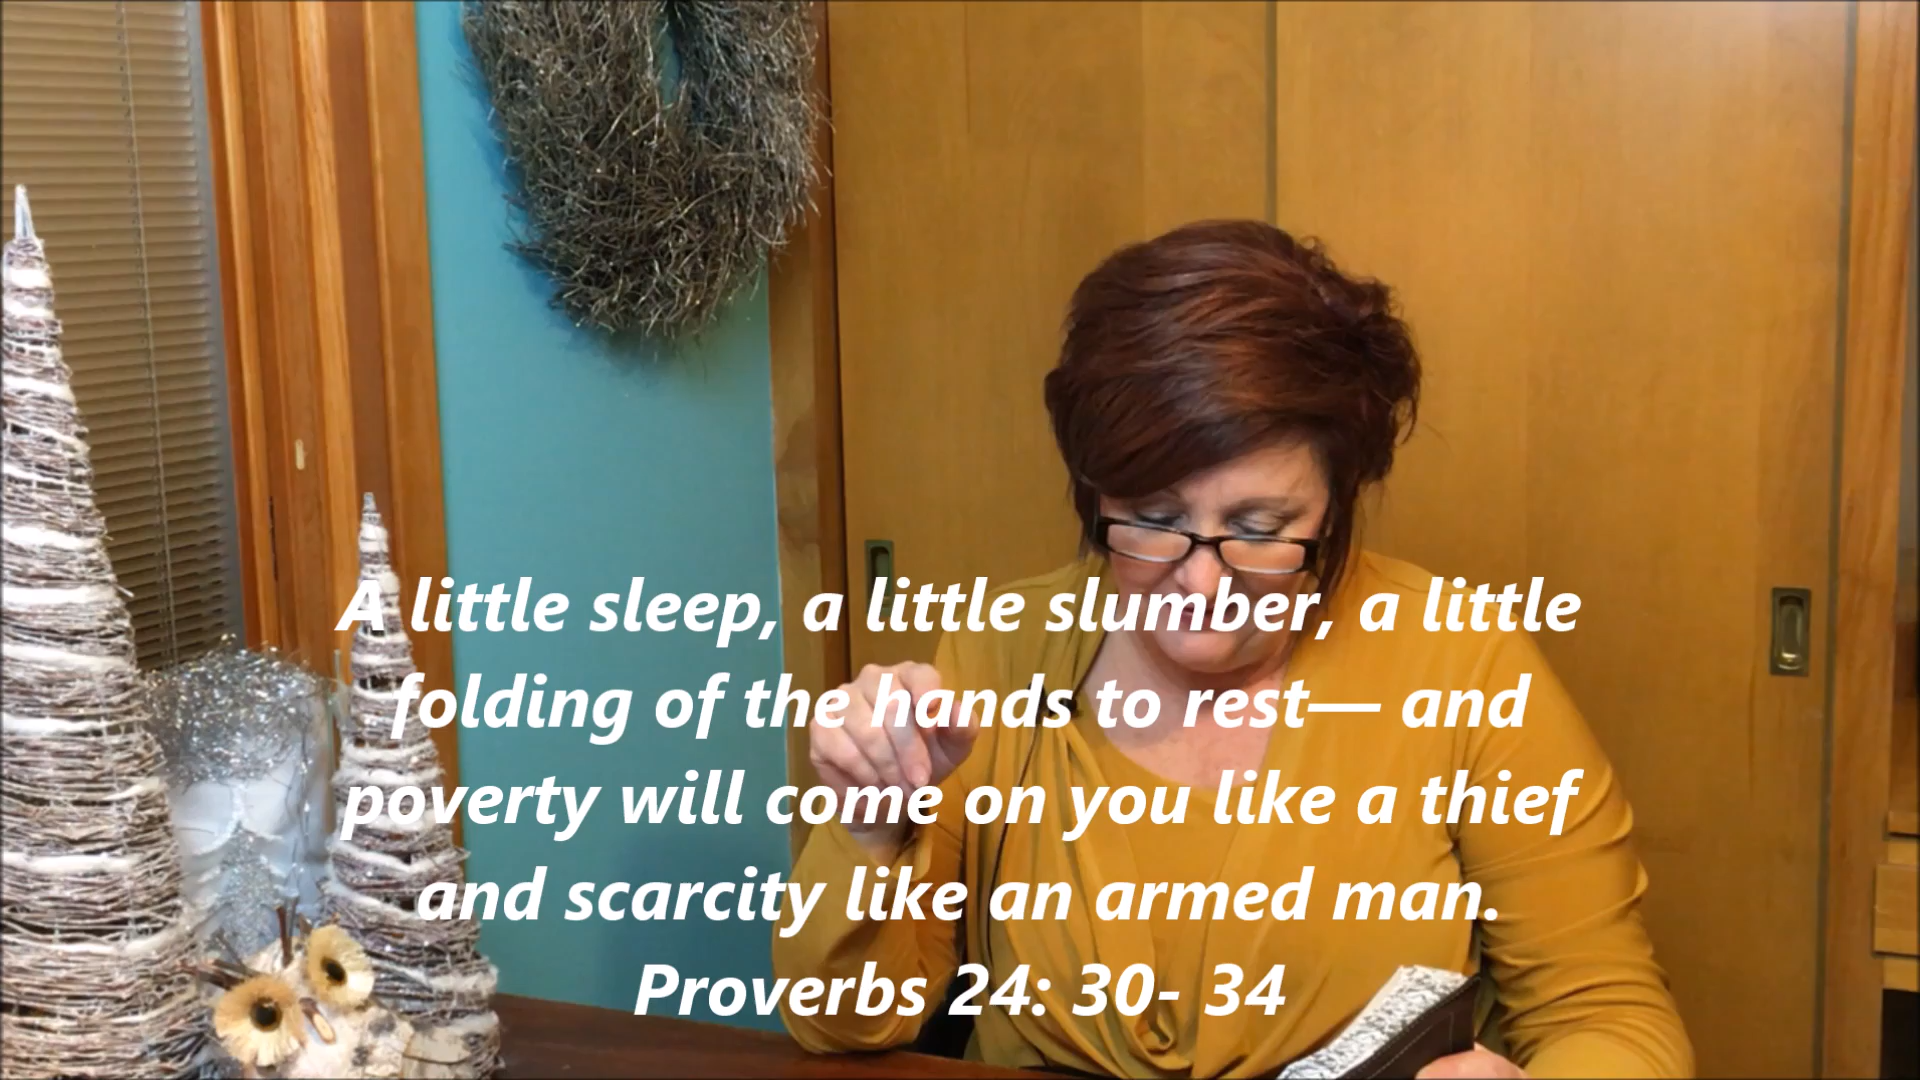 A little sleep, a little slumber, a little
folding of the hands to rest— and
poverty will come on you like a thief
and scarcity like an armed man.
Proverbs 24: 30- 34